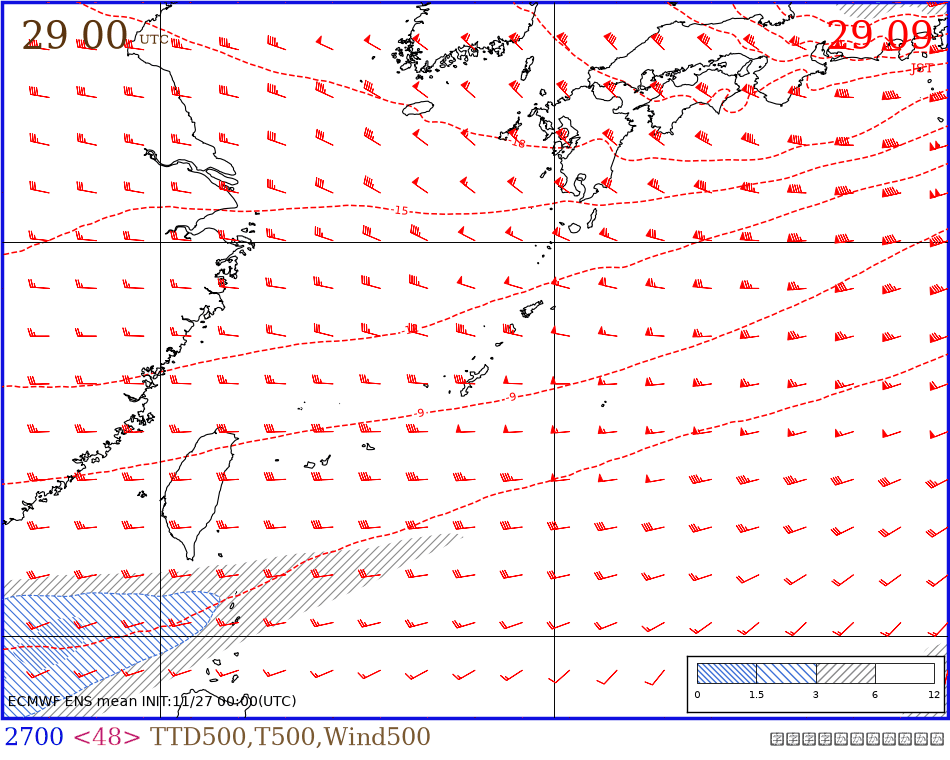 29 00 UTC
29 09 JST
-18
-15
-12
-9
-9
ECMWF ENS mean INIT:11/27 00:00(UTC)
0 1.5 3 6 12
2700 <48> TTD500,T500,Wind500